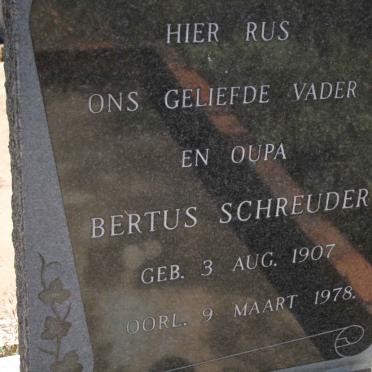 HIER RUS
ONS GELIEFDE VADER
EN OUPA
BERTUS SCHREUDER
GEB. 3 AUG. 1907
OORL. 9 MAART 1978.